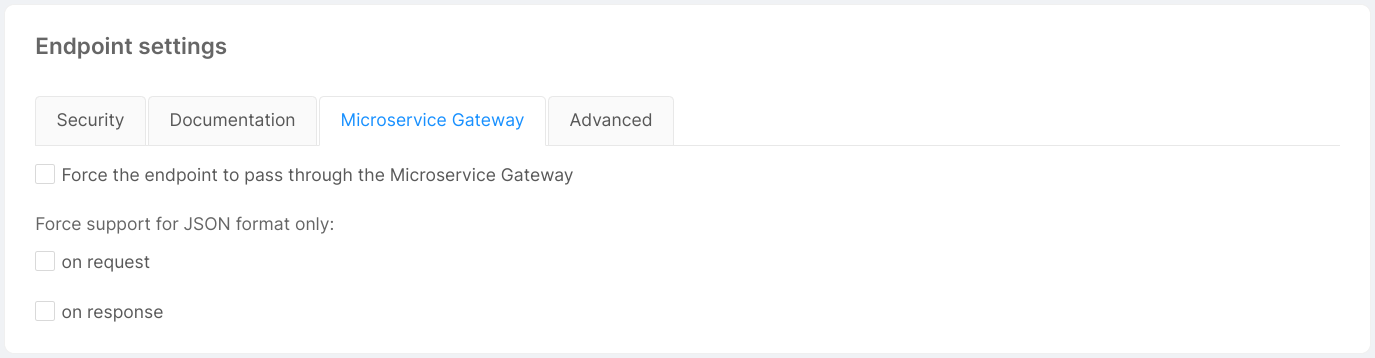 Endpoint settings
Security Documentation Microservice Gateway Advanced
Force the endpoint to pass through the Microservice Gateway
Force support for JSON format only:
on request
on response